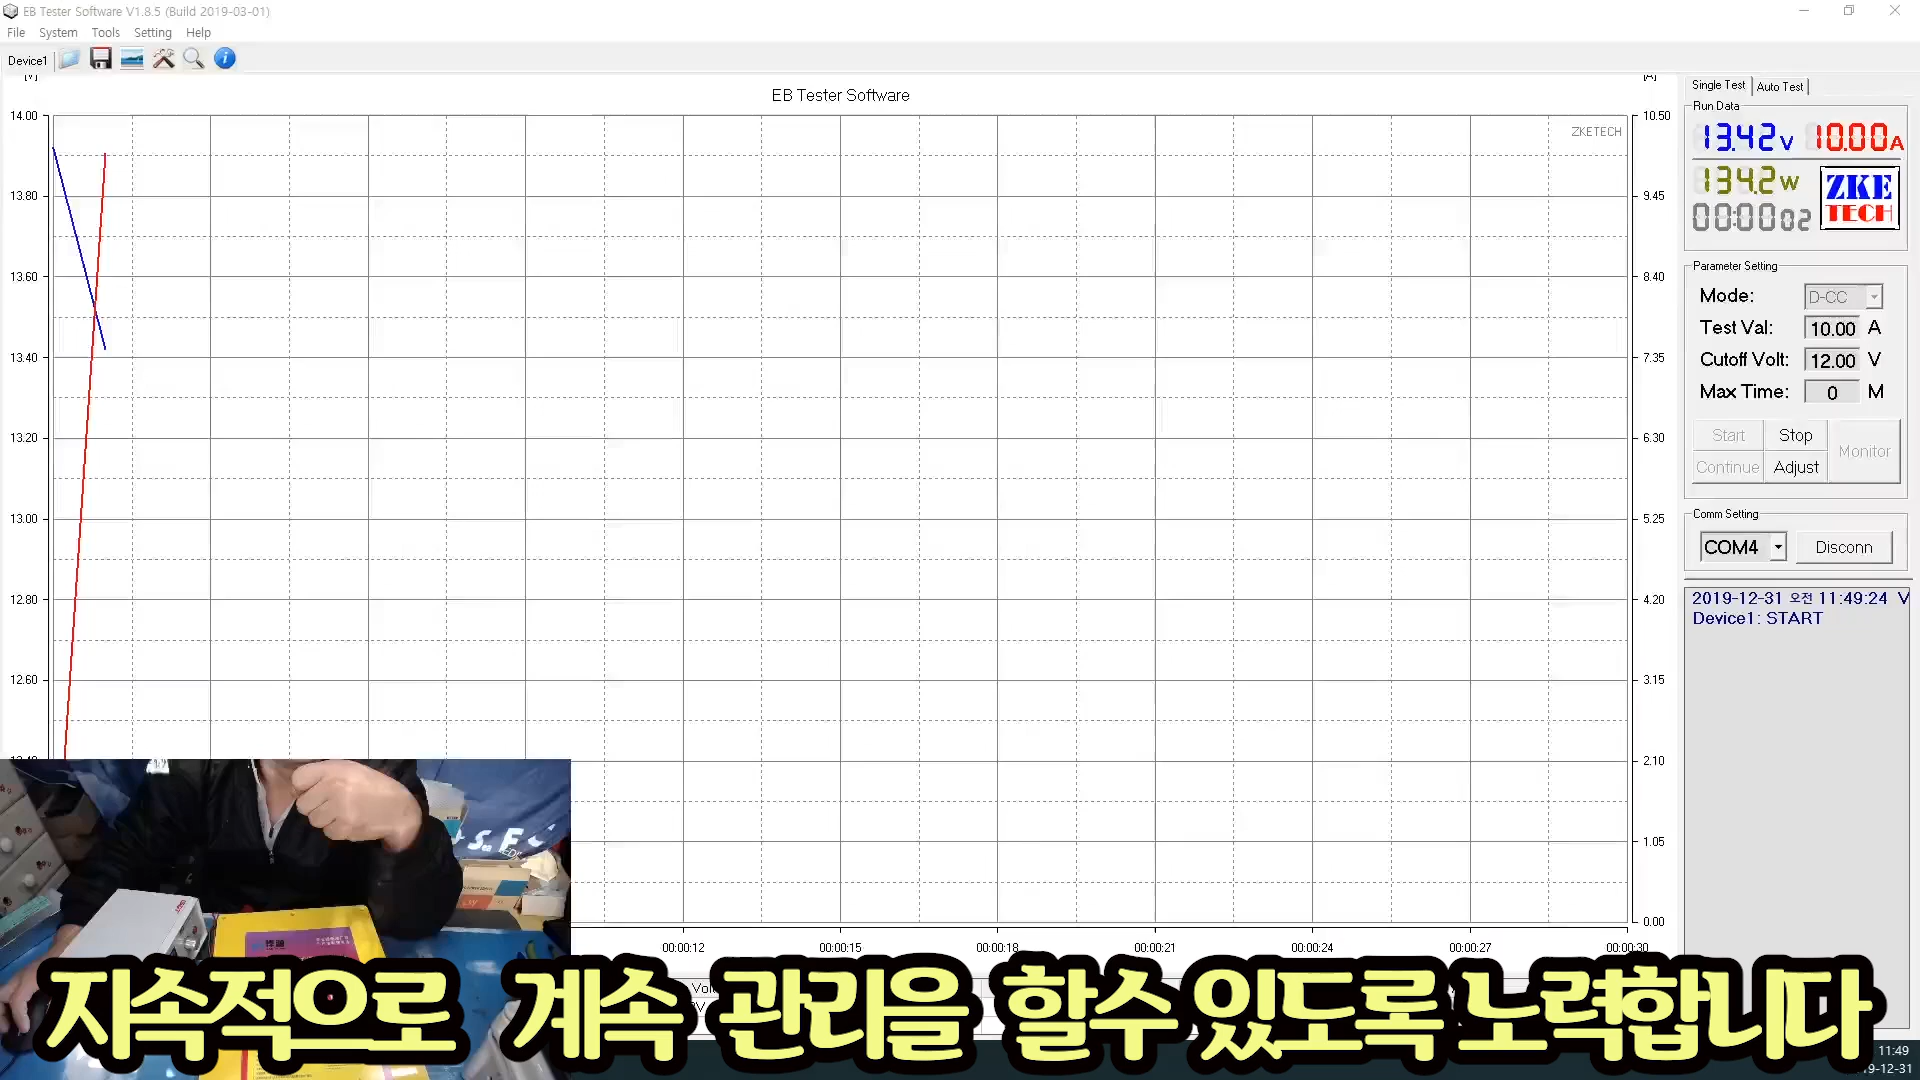 EB Tester Software V1.8.5 (Build 2019-03-01)
File System Tools Setting Help
Device1
[V]
[A]
EB Tester Software
ZKETECH
14.00
13.80
13.60
13.40
13.20
13.00
12.80
12.60
10.50
9.45
8.40
7.35
6.30
5.25
4.20
3.15
2.10
1.05
0.00
00:00:12 00:00:15 00:00:18 00:00:21 00:00:24 00:00:27 00:00:30
Single Test Auto Test
Run Data
13.42V 10.00A
134.2W
00:00:02
ZKE
TECH
Parameter Setting
Mode: D-CC
Test Val: 10.00 A
Cutoff Volt: 12.00 V
Max Time: 0 M
Start Stop Monitor
Continue Adjust
Comm Setting
COM4 Disconn
2019-12-31 오전 11:49:24 V
Device1: START
지속적으로 계속 관리을 할수 있도록 노력합니다
11:49